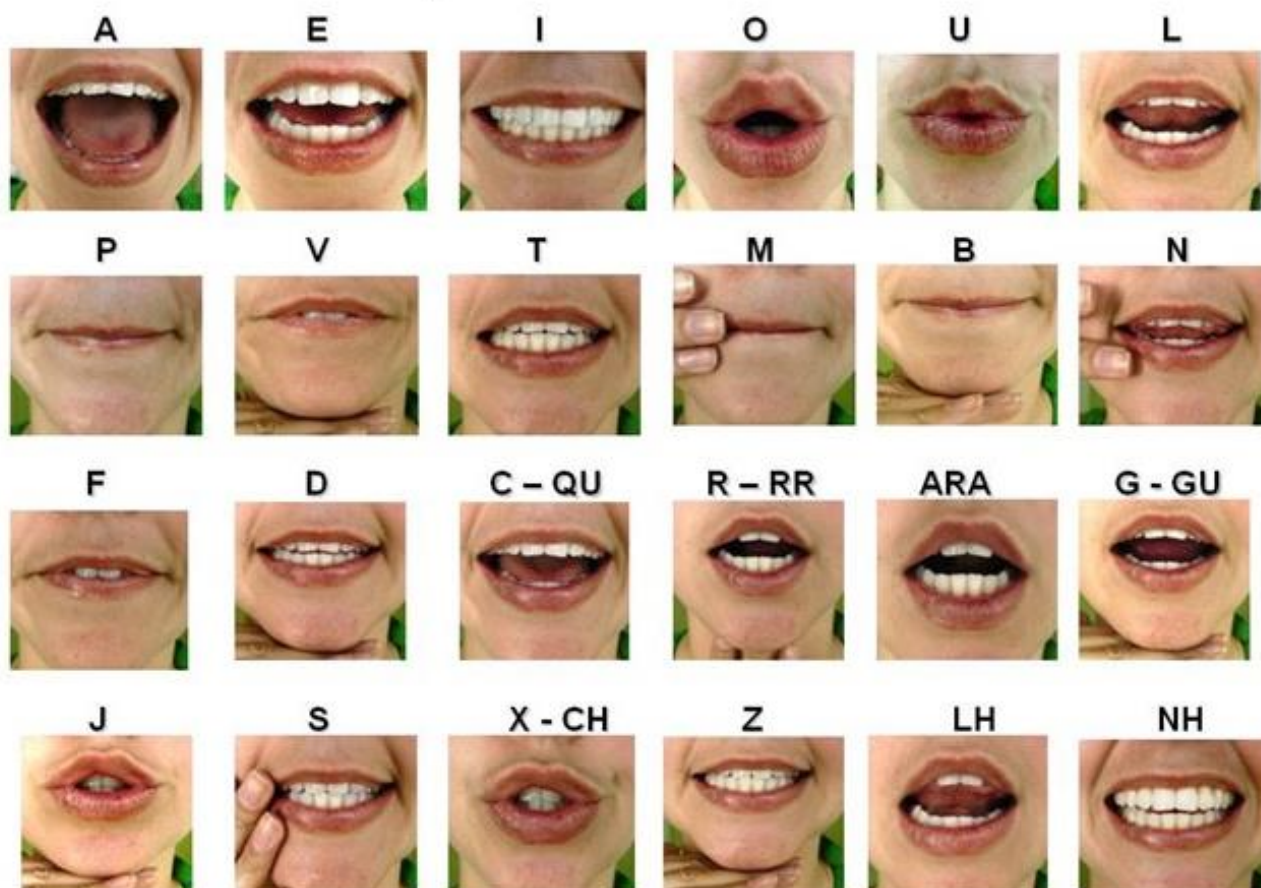 A E I O U L
P V T M B N
F D C – QU R – RR ARA G - GU
J S X - CH Z LH NH